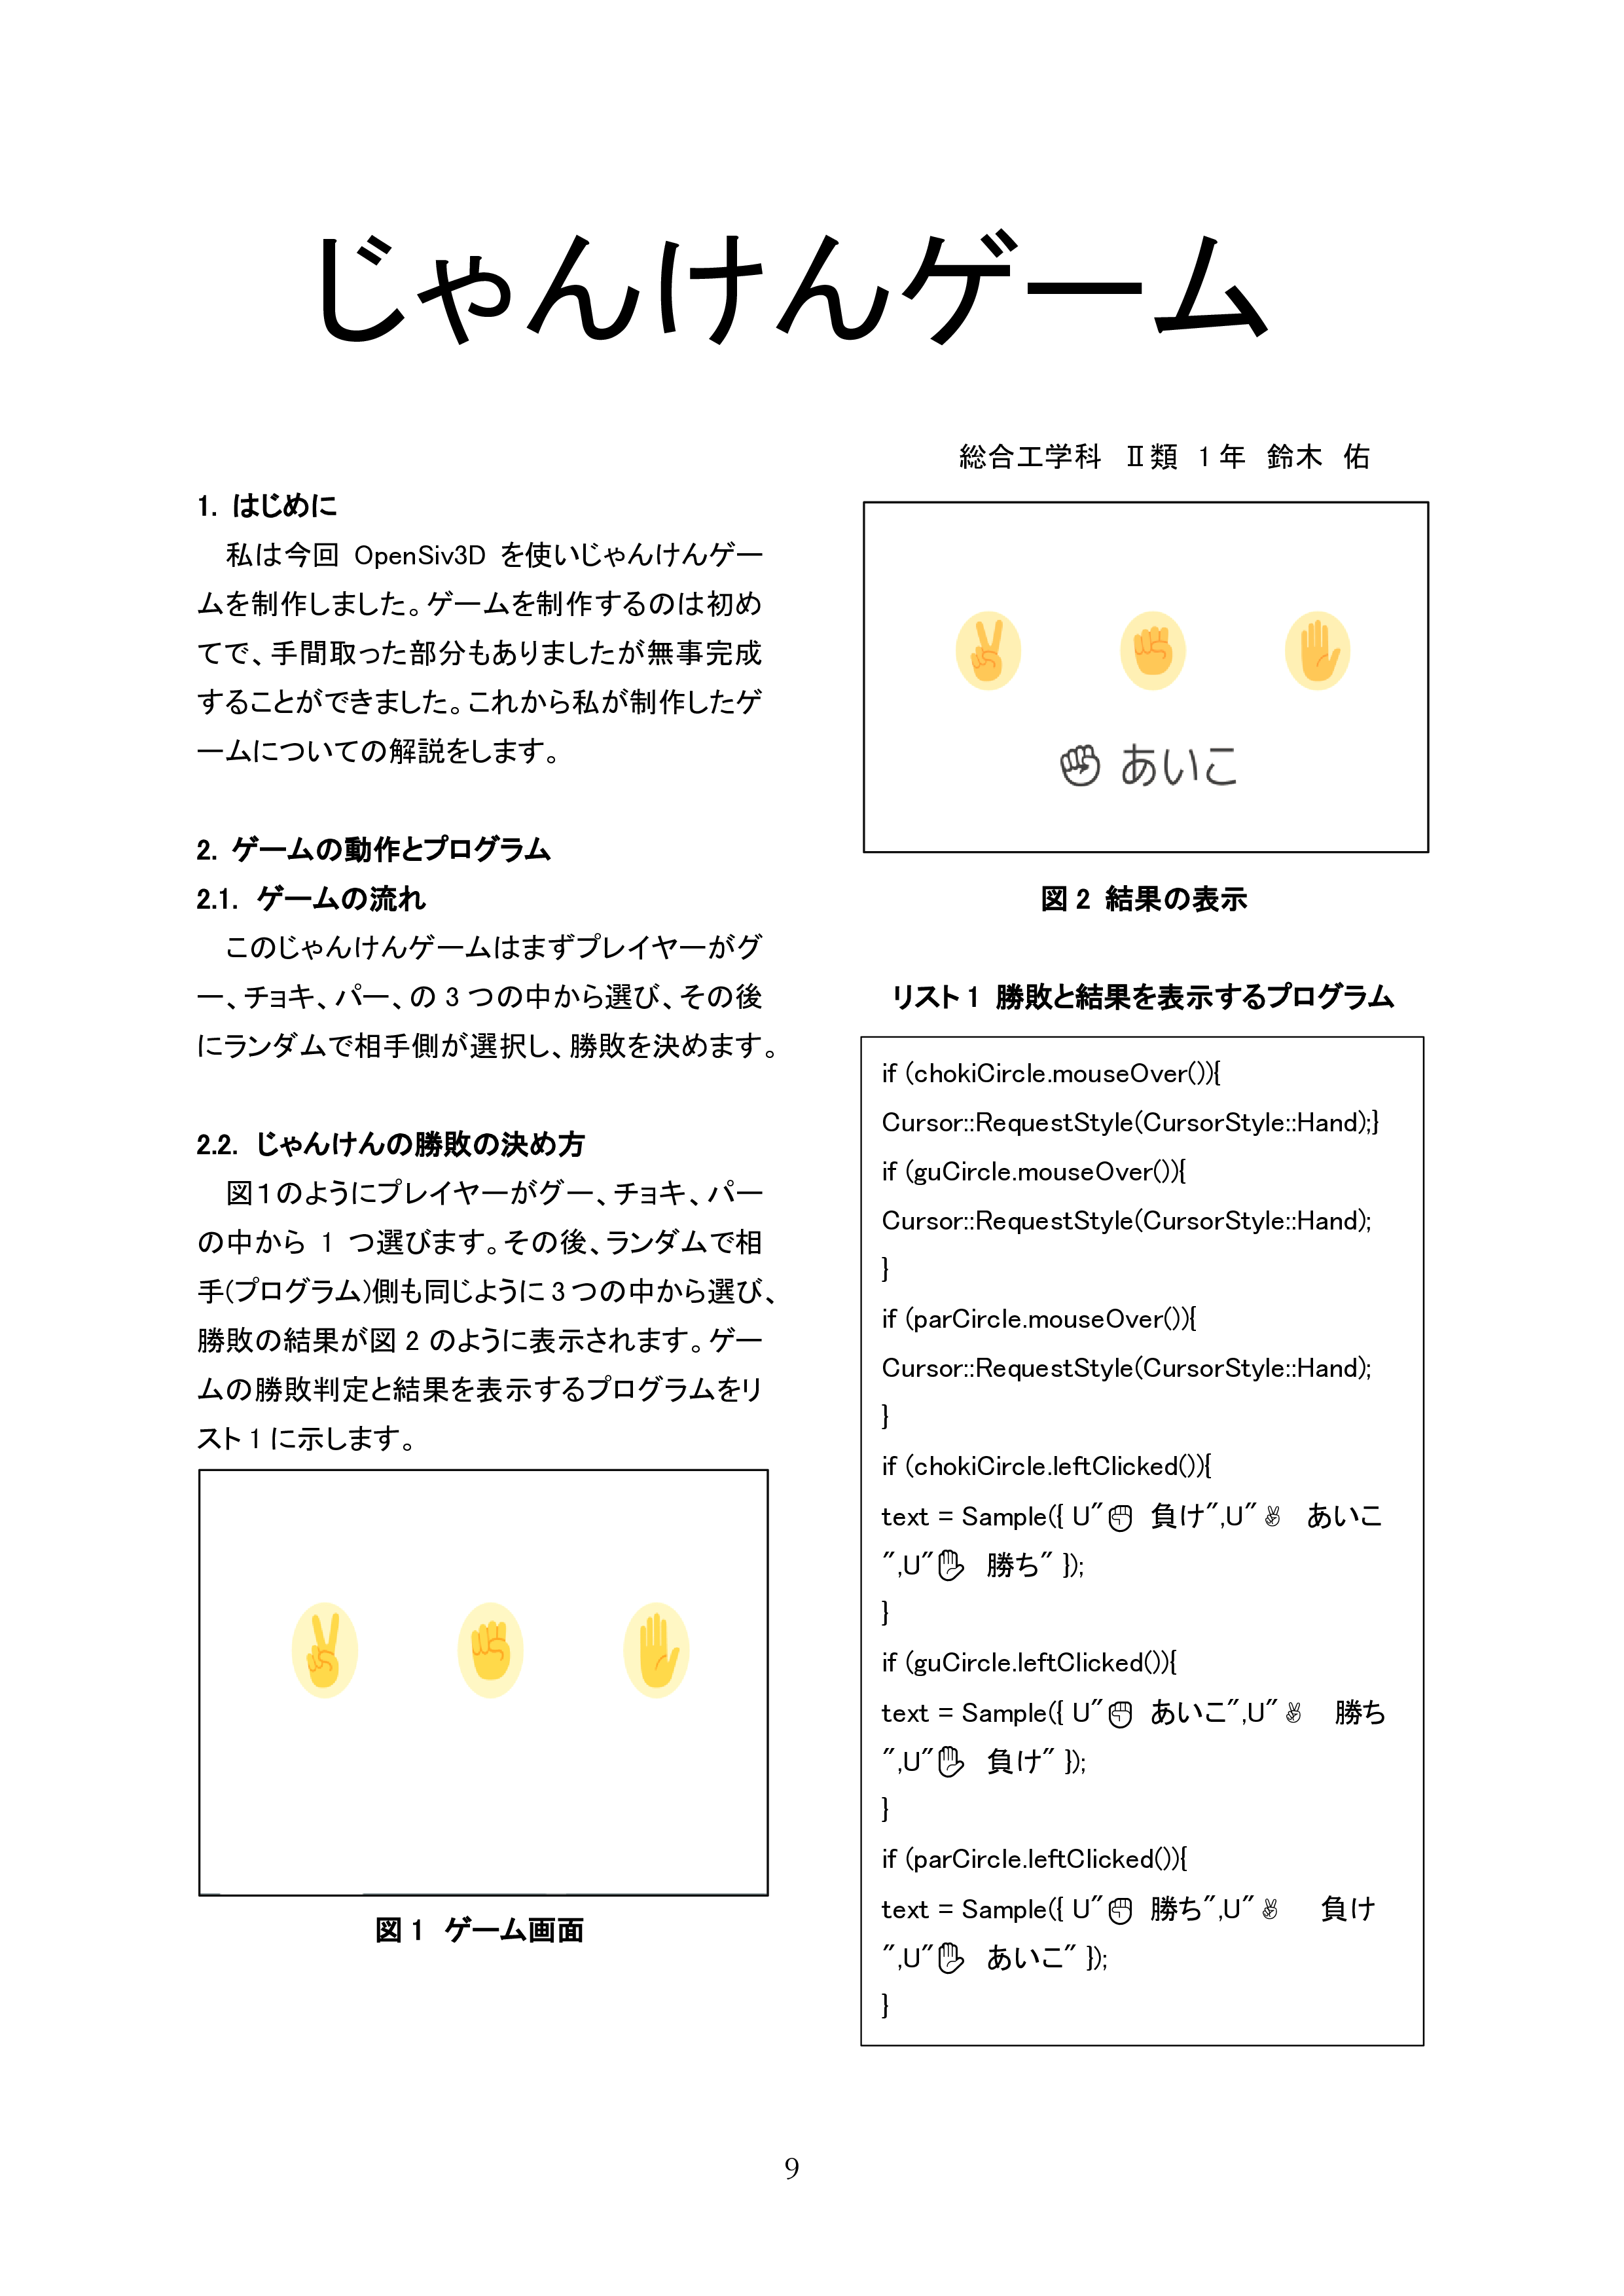 じゃんけんゲーム
総合工学科 Ⅱ類 1年 鈴木 佑
1. はじめに
私は今回 OpenSiv3D を使いじゃんけんゲー
ムを制作しました。ゲームを制作するのは初め
てで、手間取った部分もありましたが無事完成
することができました。これから私が制作したゲ
ームについての解説をします。
2. ゲームの動作とプログラム
2.1. ゲームの流れ
このじゃんけんゲームはまずプレイヤーがグ
ー、チョキ、パー、の 3 つの中から選び、その後
にランダムで相手側が選択し、勝敗を決めます。
2.2. じゃんけんの勝敗の決め方
図1のようにプレイヤーがグー、チョキ、パー
の中から 1 つ選びます。その後、ランダムで相
手(プログラム)側も同じように 3 つの中から選び、
勝敗の結果が図 2 のように表示されます。ゲー
ムの勝敗判定と結果を表示するプログラムをリ
スト 1 に示します。
図 1 ゲーム画面
✊ あいこ
図 2 結果の表示
リスト 1 勝敗と結果を表示するプログラム
if (chokiCircle.mouseOver()){
Cursor::RequestStyle(CursorStyle::Hand);}
if (guCircle.mouseOver()){
Cursor::RequestStyle(CursorStyle::Hand);
}
if (parCircle.mouseOver()){
Cursor::RequestStyle(CursorStyle::Hand);
}
if (chokiCircle.leftClicked()){
text = Sample({ U"✊ 負け",U"✌ あいこ
",U"✋ 勝ち" });
}
if (guCircle.leftClicked()){
text = Sample({ U"✊ あいこ",U"✌ 勝ち
",U"✋ 負け" });
}
if (parCircle.leftClicked()){
text = Sample({ U"✊ 勝ち",U"✌ 負け
",U"✋ あいこ" });
}
9